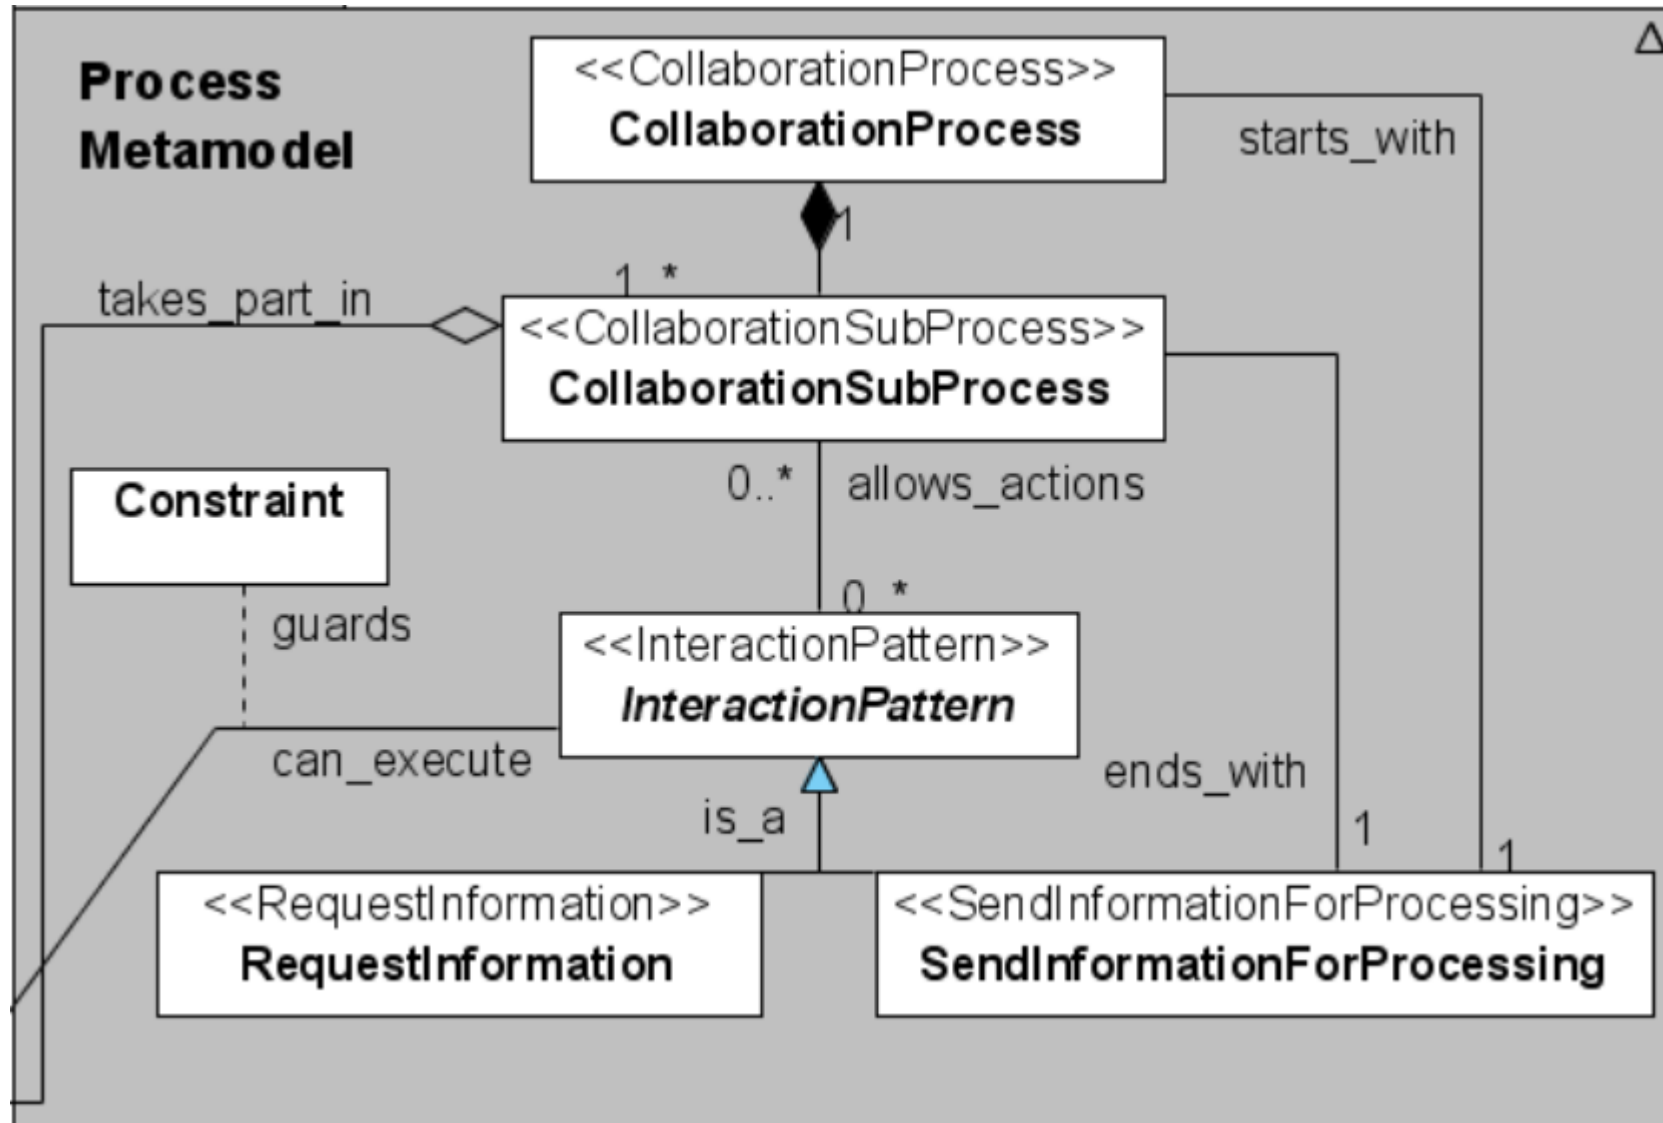 Process
Metamodel
<<CollaborationProcess>>
CollaborationProcess
starts_with
1
takes_part_in
1..*
<<CollaborationSubProcess>>
CollaborationSubProcess
0..*
allows_actions
Constraint
guards
0..*
<<InteractionPattern>>
InteractionPattern
can_execute
ends_with
is_a
1
1
<<RequestInformation>>
RequestInformation
<<SendInformationForProcessing>>
SendInformationForProcessing